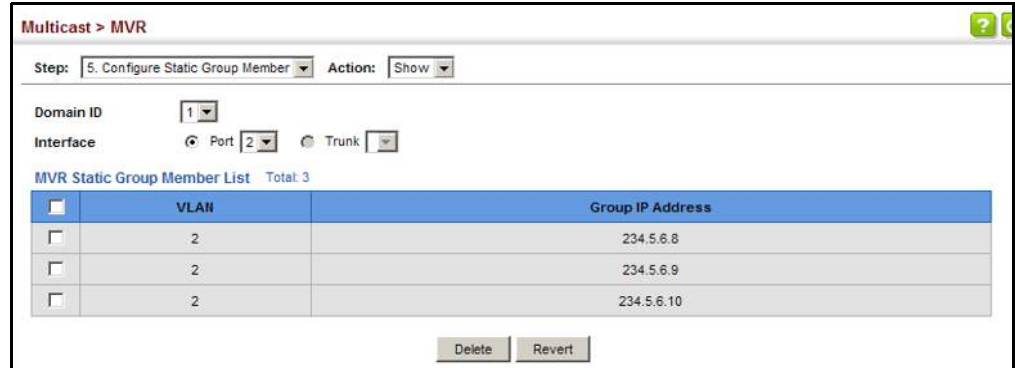 Multicast > MVR
?
Step: 5. Configure Static Group Member Action: Show
Domain ID 1
Interface Port 2 Trunk
MVR Static Group Member List Total: 3
VLAN Group IP Address
2 234.5.6.8
2 234.5.6.9
2 234.5.6.10
Delete Revert